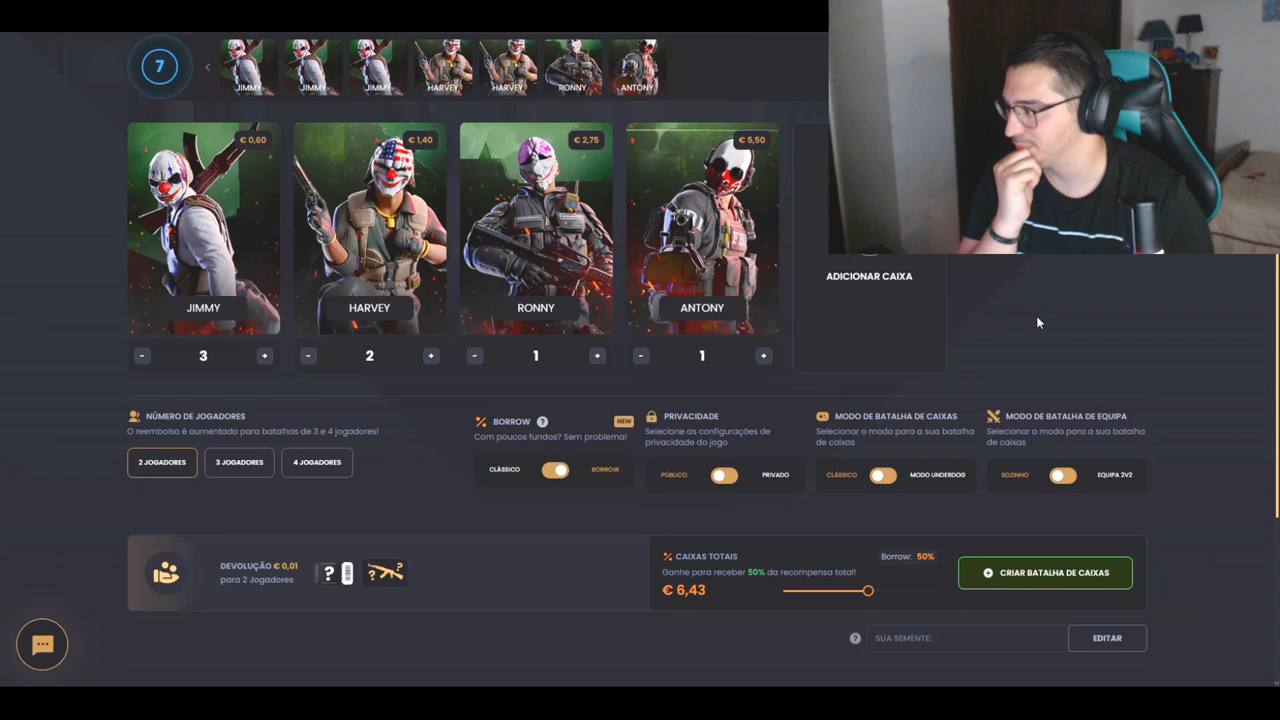 7
JIMMY
JIMMY
JIMMY
HARVEY
HARVEY
RONNY
ANTONY
€ 0,60
€ 1,40
€ 2,75
€ 5,50
JIMMY
HARVEY
RONNY
ANTONY
ADICIONAR CAIXA
- 3 +
- 2 +
- 1 +
- 1 +
NÚMERO DE JOGADORES
O reembolso é aumentado para batalhas de 3 e 4 jogadores!
2 JOGADORES
3 JOGADORES
4 JOGADORES
BORROW ?
NEW
Com poucos fundos? Sem problema!
CLÁSSICO
BORROW
PRIVACIDADE
Selecione as configurações de
privacidade do jogo
PÚBLICO
PRIVADO
MODO DE BATALHA DE CAIXAS
Selecionar o modo para a sua batalha
de caixas
CLÁSSICO
MODO UNDERDOG
MODO DE BATALHA DE EQUIPA
Selecionar o modo para a sua batalha
de caixas
SOZINHO
EQUIPA 2V2
DEVOLUÇÃO € 0,01
para 2 Jogadores
CAIXAS TOTAIS
Borrow: 50%
Ganhe para receber 50% da recompensa total!
€ 6,43
CRIAR BATALHA DE CAIXAS
? SUA SEMENTE:
EDITAR